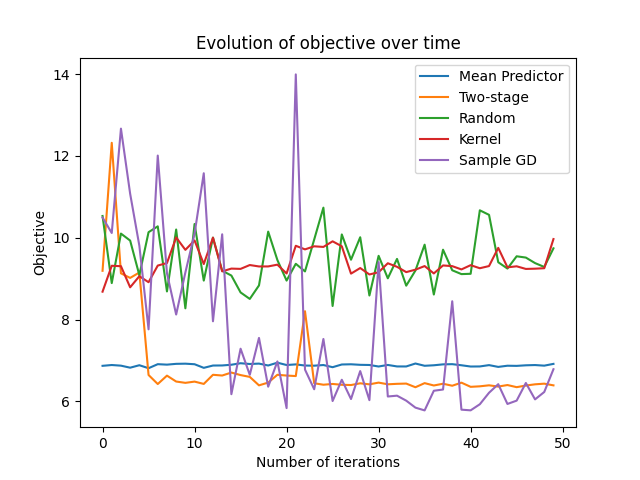 Evolution of objective over time
Objective
14
12
10
8
6
Mean Predictor
Two-stage
Random
Kernel
Sample GD
0
10
20
30
40
50
Number of iterations